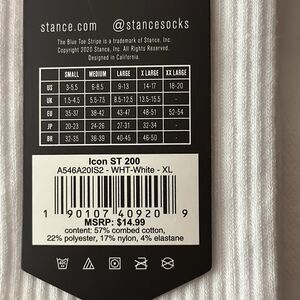 stance.com @stancesocks
The Blue Toe Stripe is a trademark of Stance, Inc.
Copyright 2020 Stance, Inc. All Rights Reserved.
Designed in California.
SMALL MEDIUM LARGE X LARGE XX LARGE
US 3-5.5 6-8.5 9-13 14-17 18-20
UK 1.5-4.5 5.5-7.5 8.5-12.5 13.5-15.5 -
EU 35-37 38-42 43-47 48-51 52-54
JP 20-23 24-26 27-31 32-34 -
BR 32-35 36-39 41-45 46-50 -
Icon ST 200
A546A20IS2 - WHT-White - XL
1 90107 40920 9
MSRP: $14.99
content: 57% combed cotton,
22% polyester, 17% nylon, 4% elastane